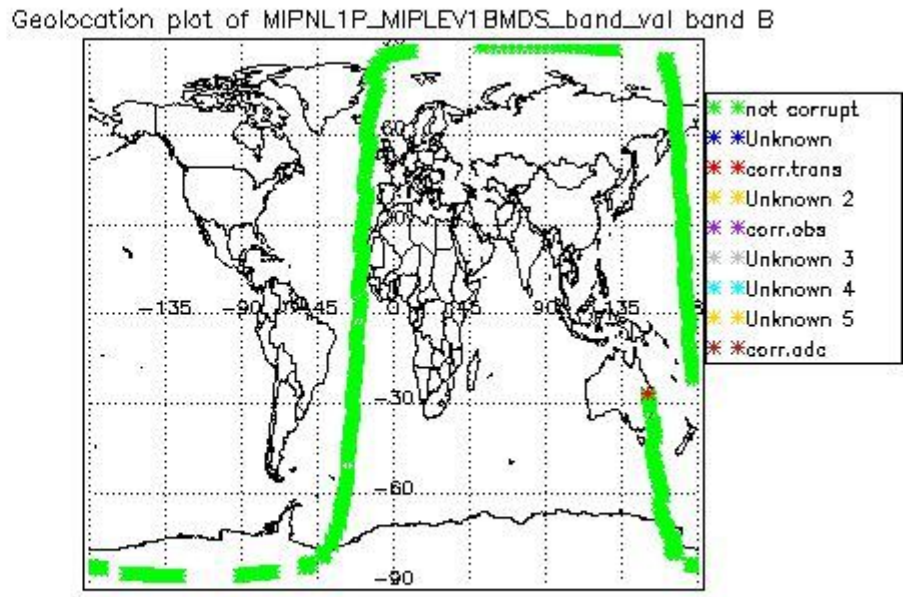 Geolocation plot of MIPNL1P_MIPLEV1BMDS_band_val band B
60
-135
-90
-45
0
45
90
135
-30
-60
-90
not corrupt
Unknown
corr.trans
Unknown 2
corr.obs
Unknown 3
Unknown 4
Unknown 5
corr.adc